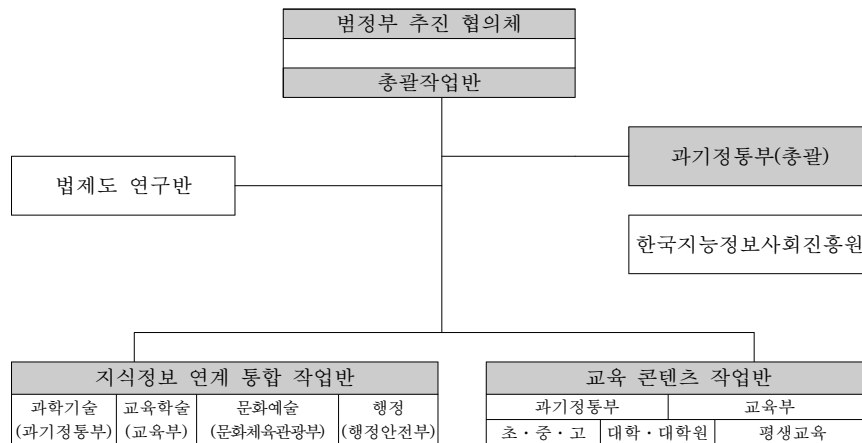 범정부 추진 협의체
총괄작업반
과기정통부(총괄)
법제도 연구반
한국지능정보사회진흥원
지식정보 연계 통합 작업반
과학기술
(과기정통부)
교육학술
(교육부)
문화예술
(문화체육관광부)
행정
(행정안전부)
교육 콘텐츠 작업반
과기정통부
교육부
초・중・고
대학・대학원
평생교육